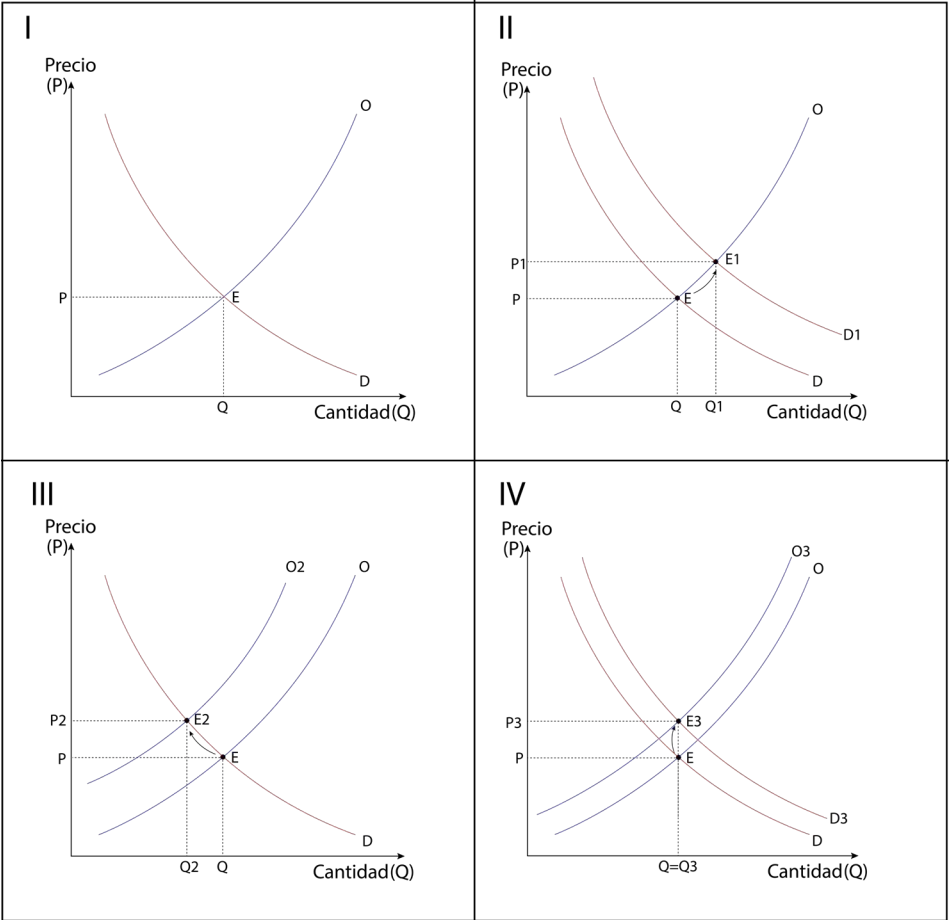 I
Precio
(P)
O
P
E
D
Q
Cantidad(Q)
II
Precio
(P)
O
P1
E1
P
E
D1
D
Q Q1
Cantidad(Q)
III
Precio
(P)
O2
O
P2
E2
P
E
D
Q2 Q
Cantidad(Q)
IV
Precio
(P)
O3
O
P3
E3
P
E
D3
D
Q=Q3
Cantidad(Q)